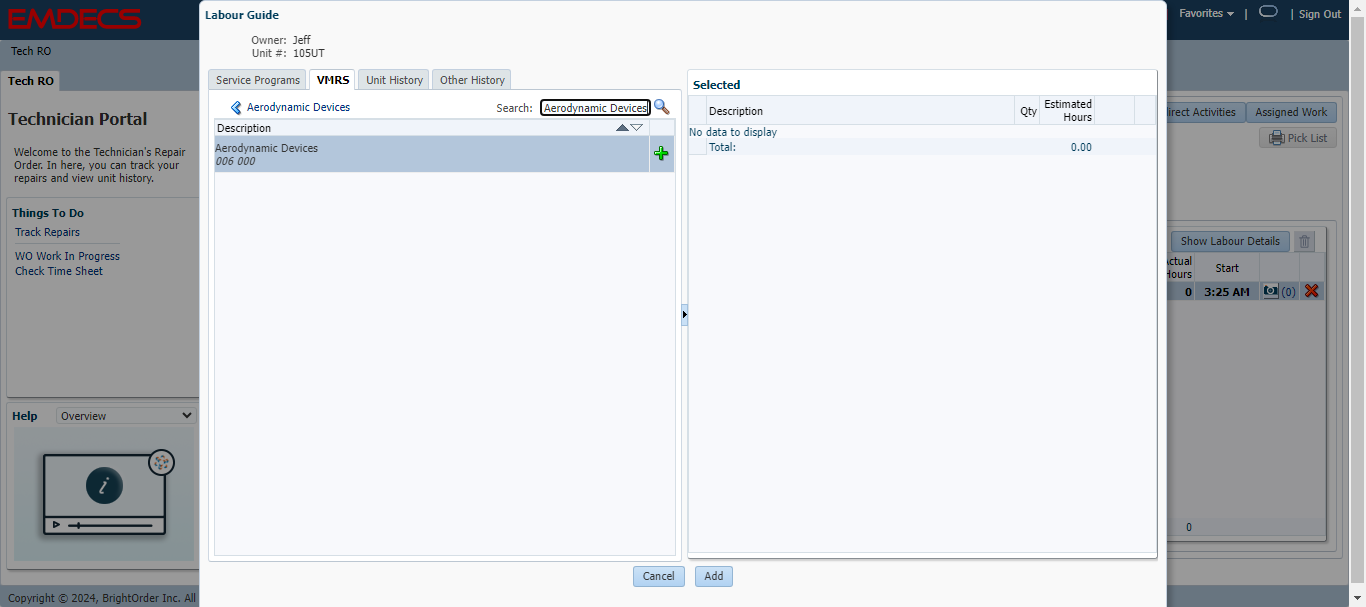 EMDECS
Labour Guide
Favorites | | Sign Out
Owner: Jeff
Unit #: 105UT
Tech RO
Tech RO
Service Programs VMRS Unit History Other History
Aerodynamic Devices Search: Aerodynamic Devices
Description
Aerodynamic Devices
006 000
Selected
Description Qty Estimated Hours
No data to display
Total: 0.00
Technician Portal
Welcome to the Technician's Repair
Order. In here, you can track your
repairs and view unit history.
Things To Do
Track Repairs
WO Work In Progress
Check Time Sheet
Help Overview
irect Activities Assigned Work
Pick List
Show Labour Details
ctual
Hours Start
0 3:25 AM (0)
0
Cancel Add
Copyright © 2024, BrightOrder Inc. All